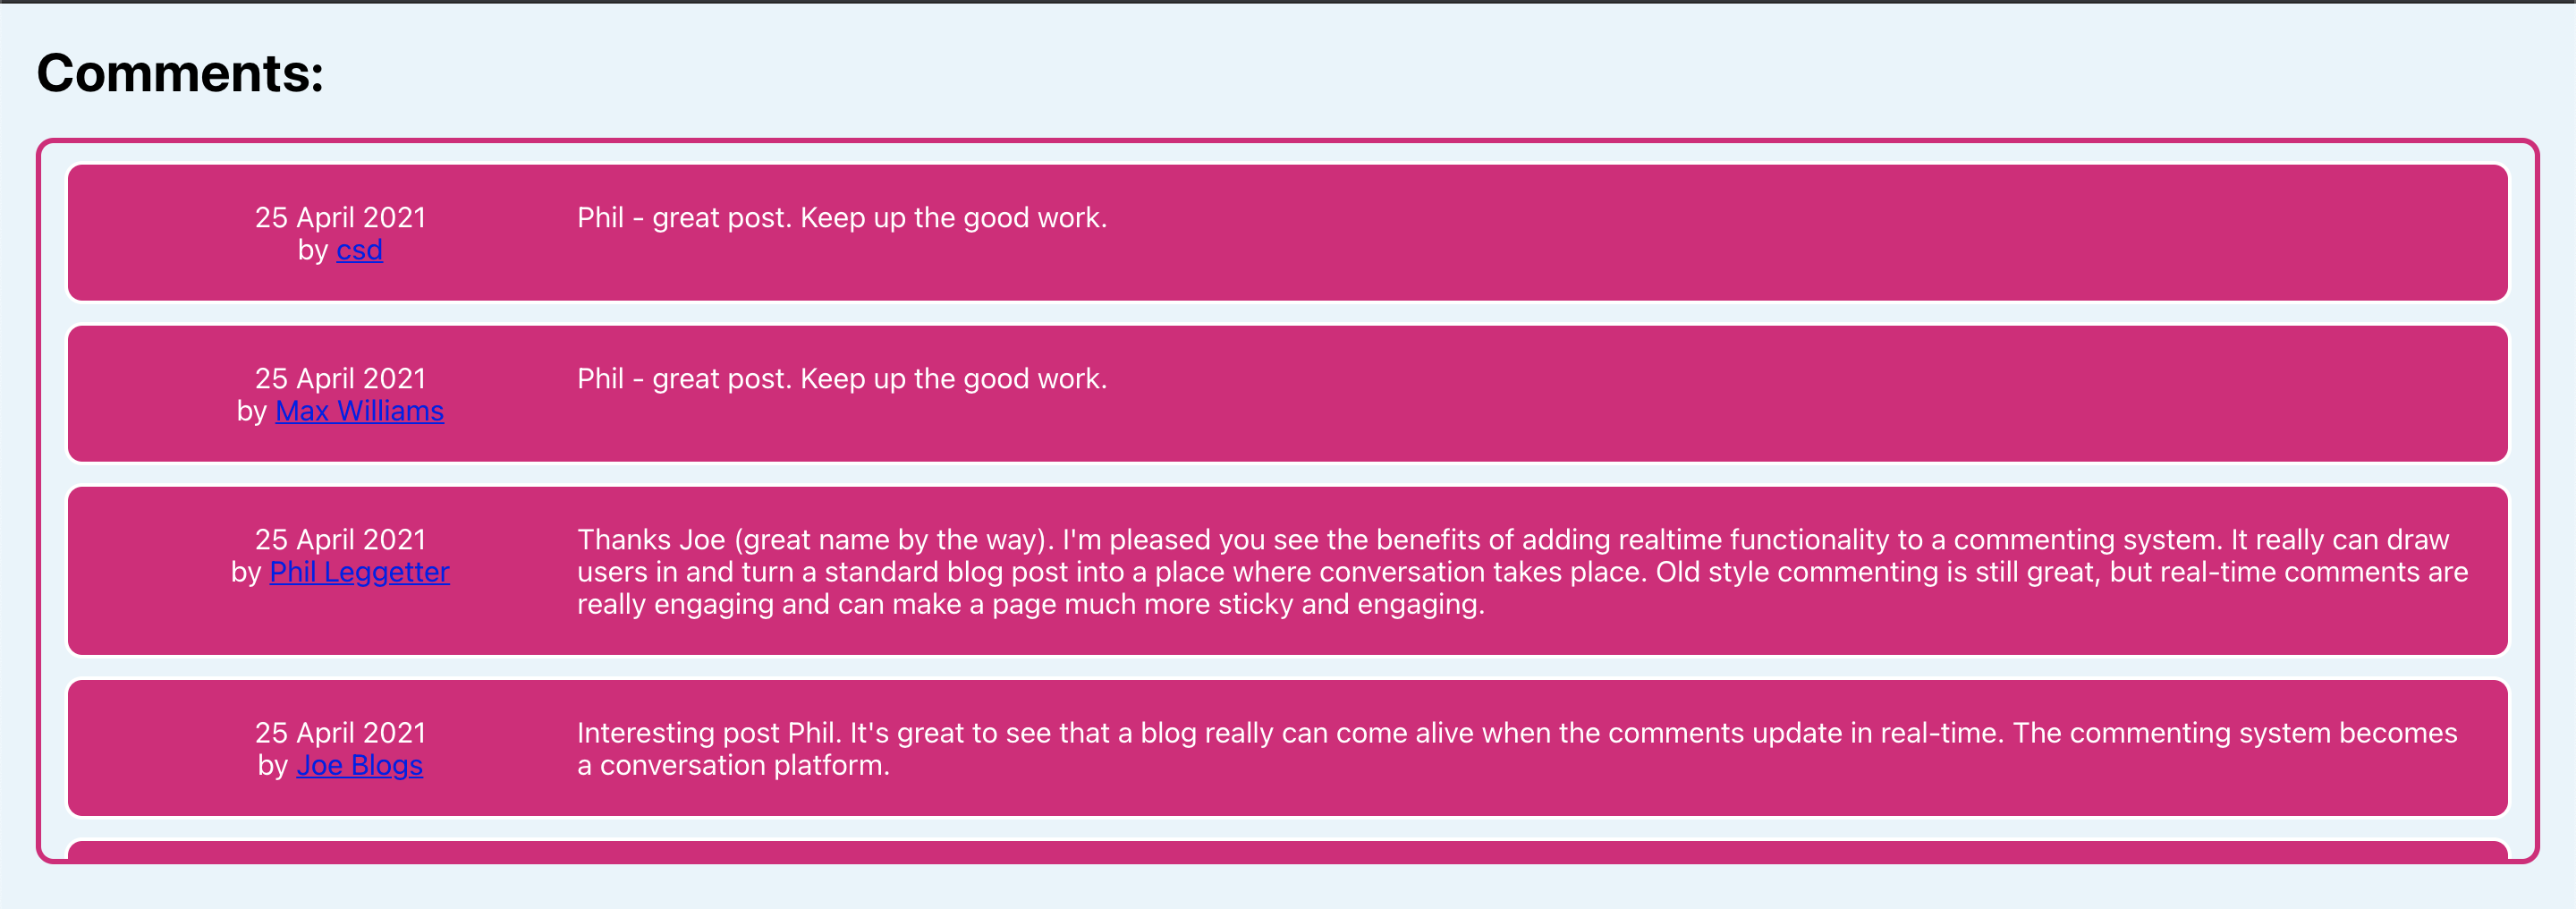 Comments:
25 April 2021
by csd
Phil - great post. Keep up the good work.
25 April 2021
by Max Williams
Phil - great post. Keep up the good work.
25 April 2021
by Phil Leggetter
Thanks Joe (great name by the way). I'm pleased you see the benefits of adding realtime functionality to a commenting system. It really can draw
users in and turn a standard blog post into a place where conversation takes place. Old style commenting is still great, but real-time comments are
really engaging and can make a page much more sticky and engaging.
25 April 2021
by Joe Blogs
Interesting post Phil. It's great to see that a blog really can come alive when the comments update in real-time. The commenting system becomes
a conversation platform.